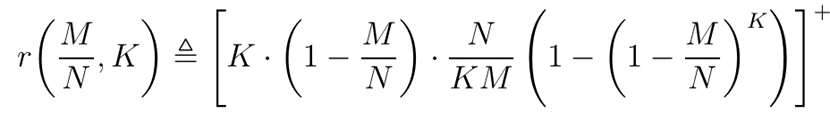 r(M/N, K) ≜ [K · (1 − M/N) · N/KM (1 − (1 − M/N)^K)]^+